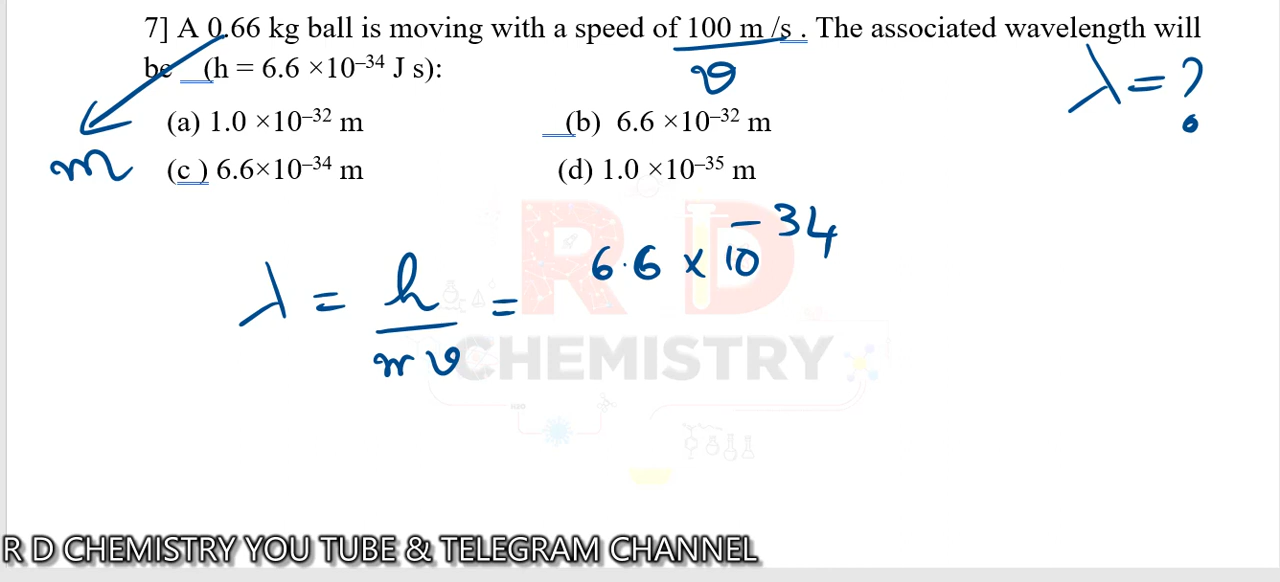 7] A 0.66 kg ball is moving with a speed of 100 m /s . The associated wavelength will
be (h = 6.6 ×10⁻³⁴ J s):
v
λ = ?
(a) 1.0 ×10⁻³² m (b) 6.6 ×10⁻³² m
m
(c ) 6.6×10⁻³⁴ m (d) 1.0 ×10⁻³⁵ m
RD
λ = h / mv = 6.6 × 10⁻³⁴
CHEMISTRY
R D CHEMISTRY YOU TUBE & TELEGRAM CHANNEL